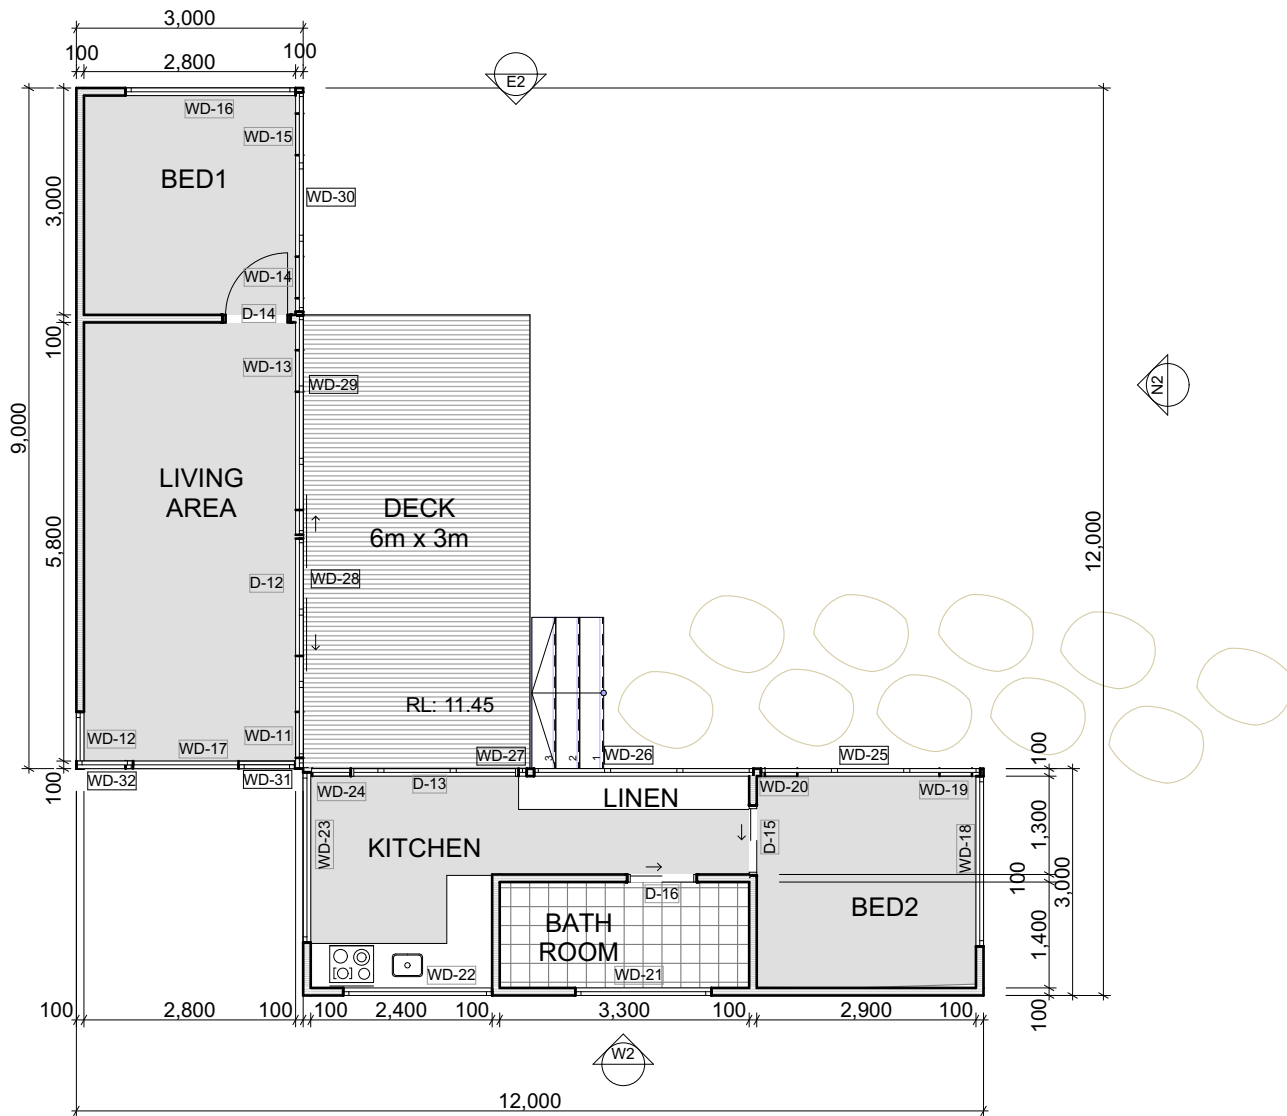 3,000
100
2,800
100
E2
WD-16
WD-15
BED1
WD-30
3,000
WD-14
D-14
100
WD-13
WD-29
N2
9,000
LIVING
AREA
DECK
6m x 3m
5,800
12,000
D-12
WD-28
RL: 11.45
WD-12
WD-17
WD-11
WD-27
3
2
1
WD-26
WD-25
100
WD-32
WD-31
100
WD-24
D-13
LINEN
WD-20
WD-19
WD-23
KITCHEN
D-15
WD-18
1,300
100
3,000
D-16
BED2
BATH
ROOM
1,400
WD-22
WD-21
100
100
2,800
100
100
2,400
100
3,300
100
2,900
100
W2
12,000